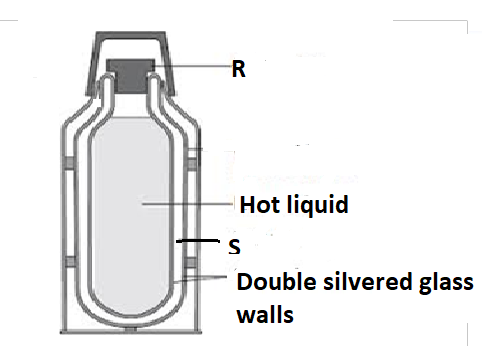 R
Hot liquid
S
Double silvered glass
walls